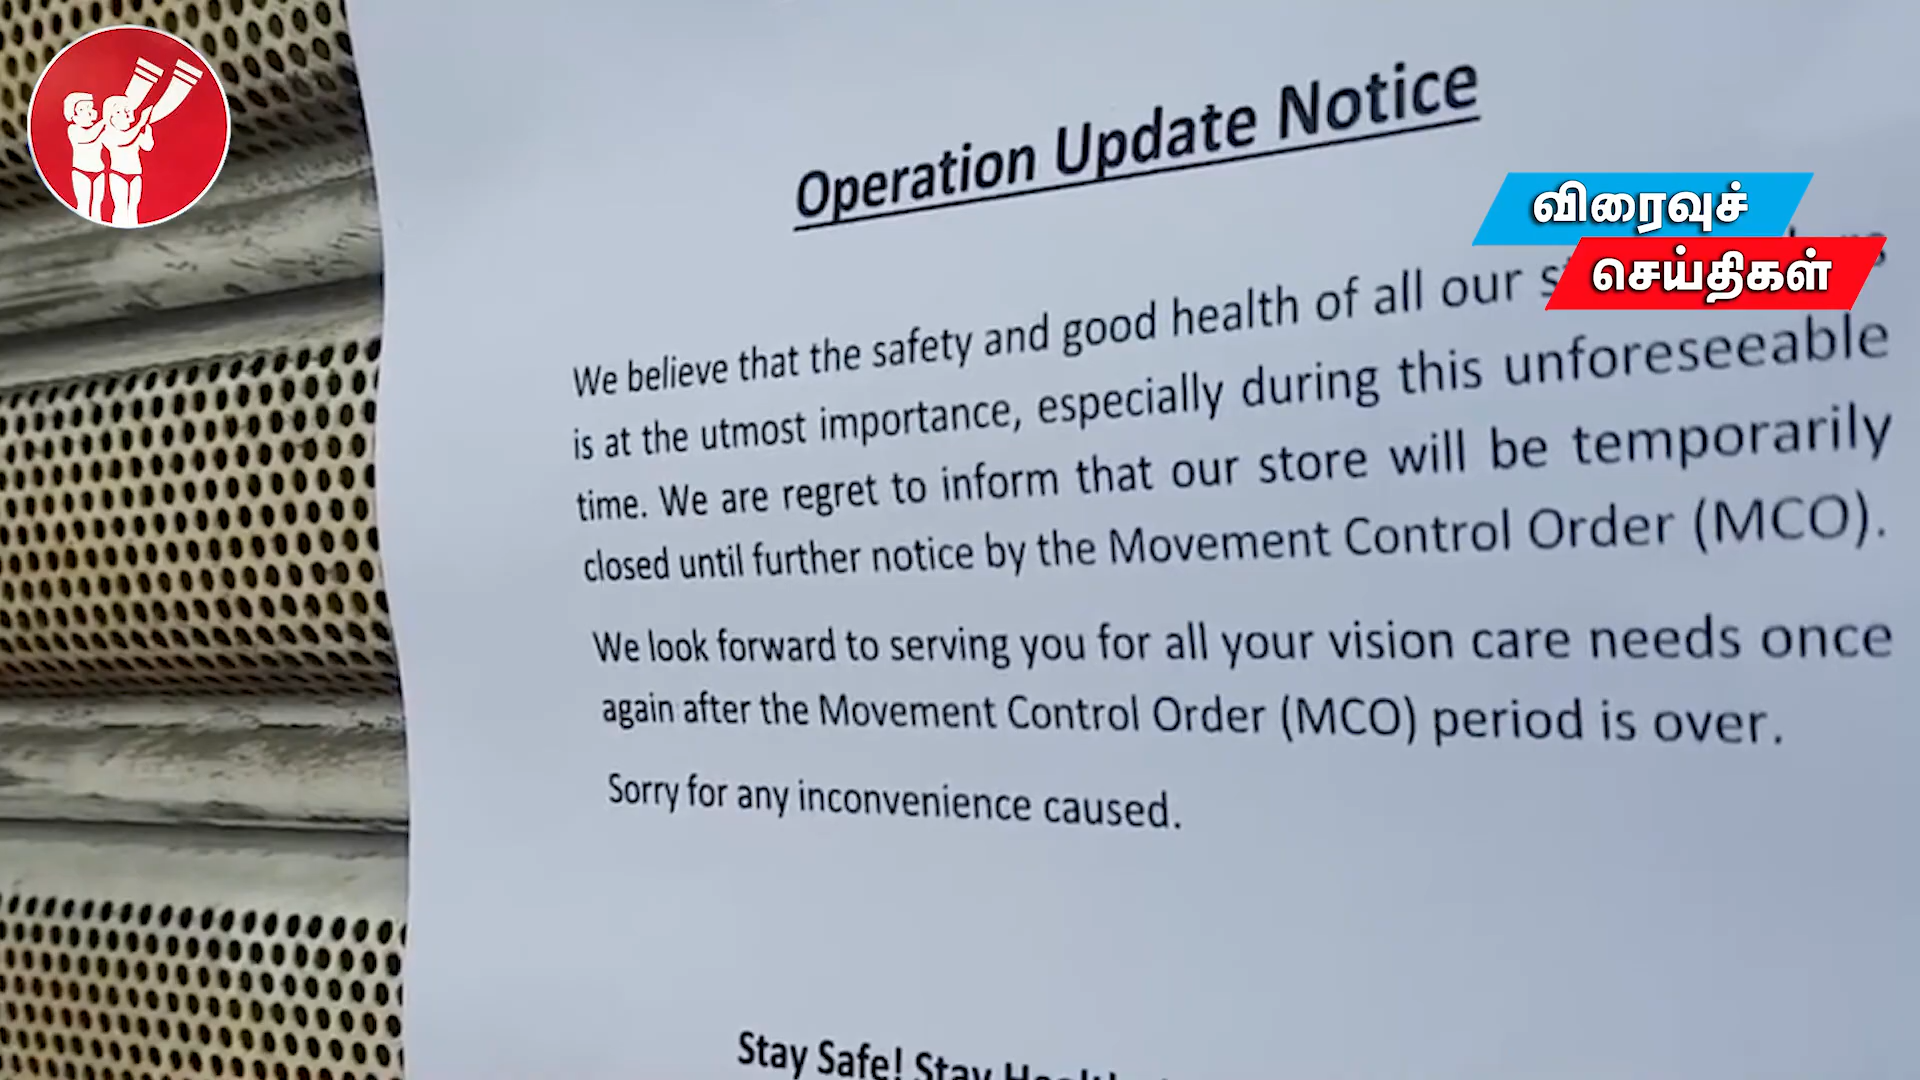 Operation Update Notice
விரைவுச்
செய்திகள்
We believe that the safety and good health of all our
is at the utmost importance, especially during this unforeseeable
time. We are regret to inform that our store will be temporarily
closed until further notice by the Movement Control Order (MCO).
We look forward to serving you for all your vision care needs once
again after the Movement Control Order (MCO) period is over.
Sorry for any inconvenience caused.
Stay Safe! Stay